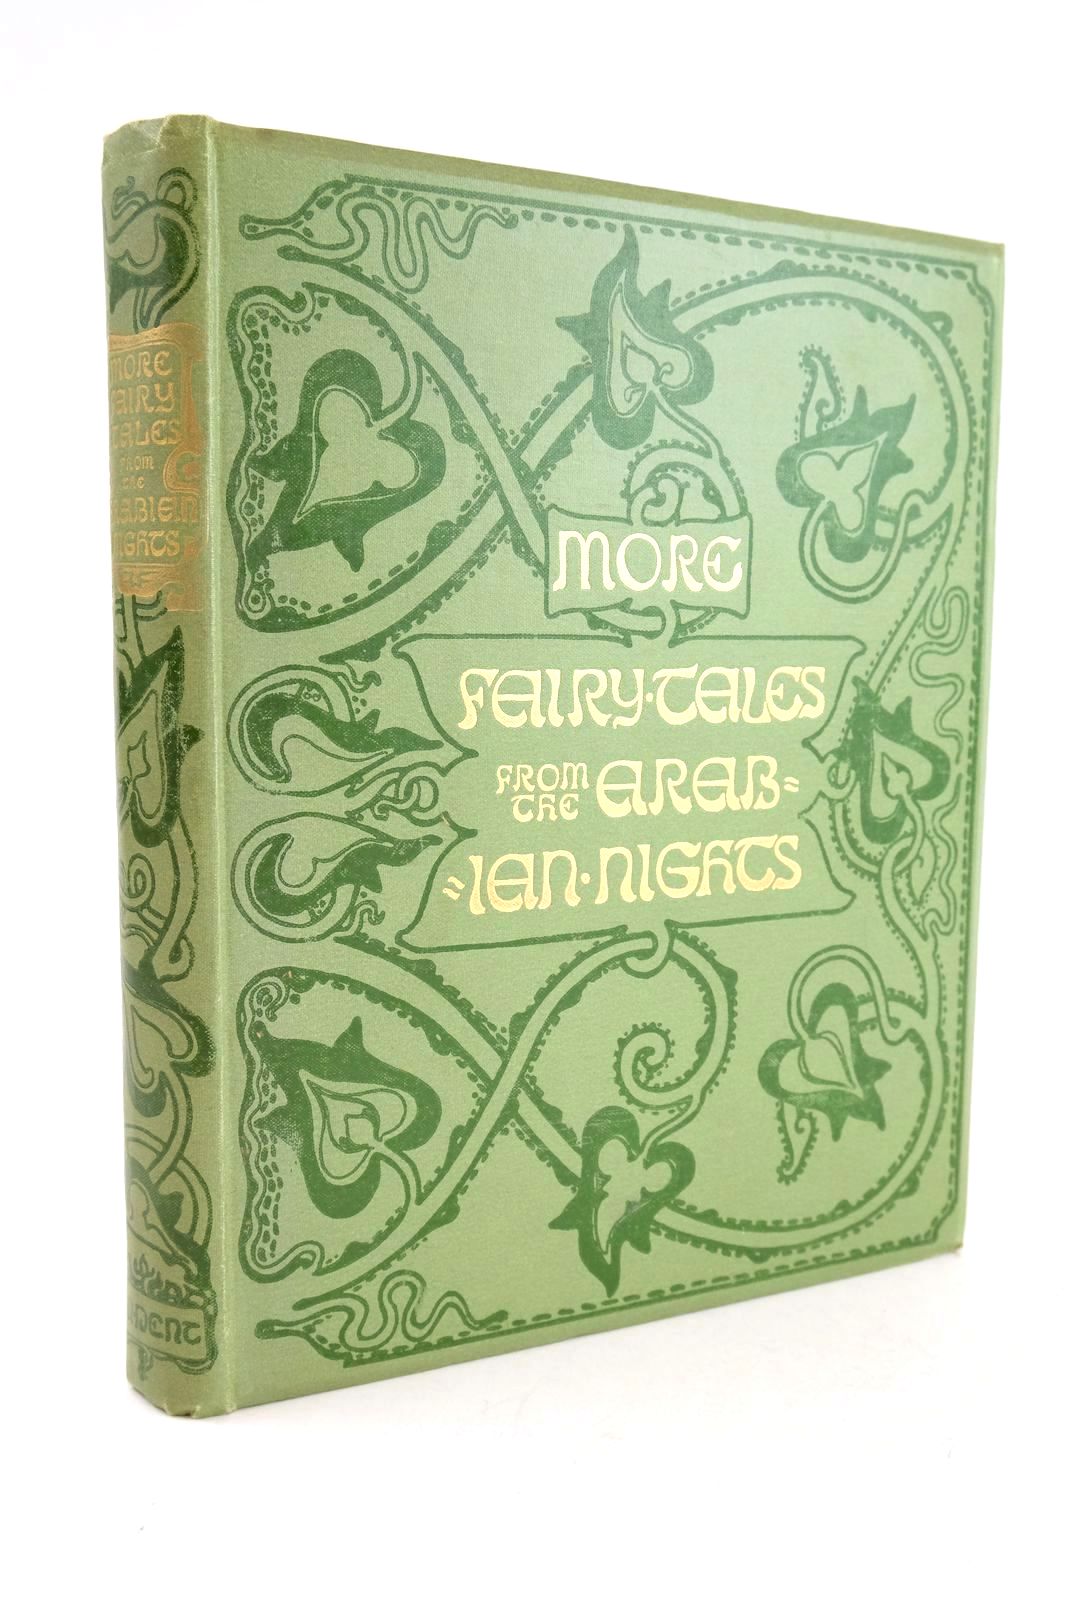 MORE
FAIRY
TALES
FROM
the
ARABIAN
NIGHTS
DENT
MORE
FAIRY·TALES
FROM THE ARAB=
=IAN·NIGHTS